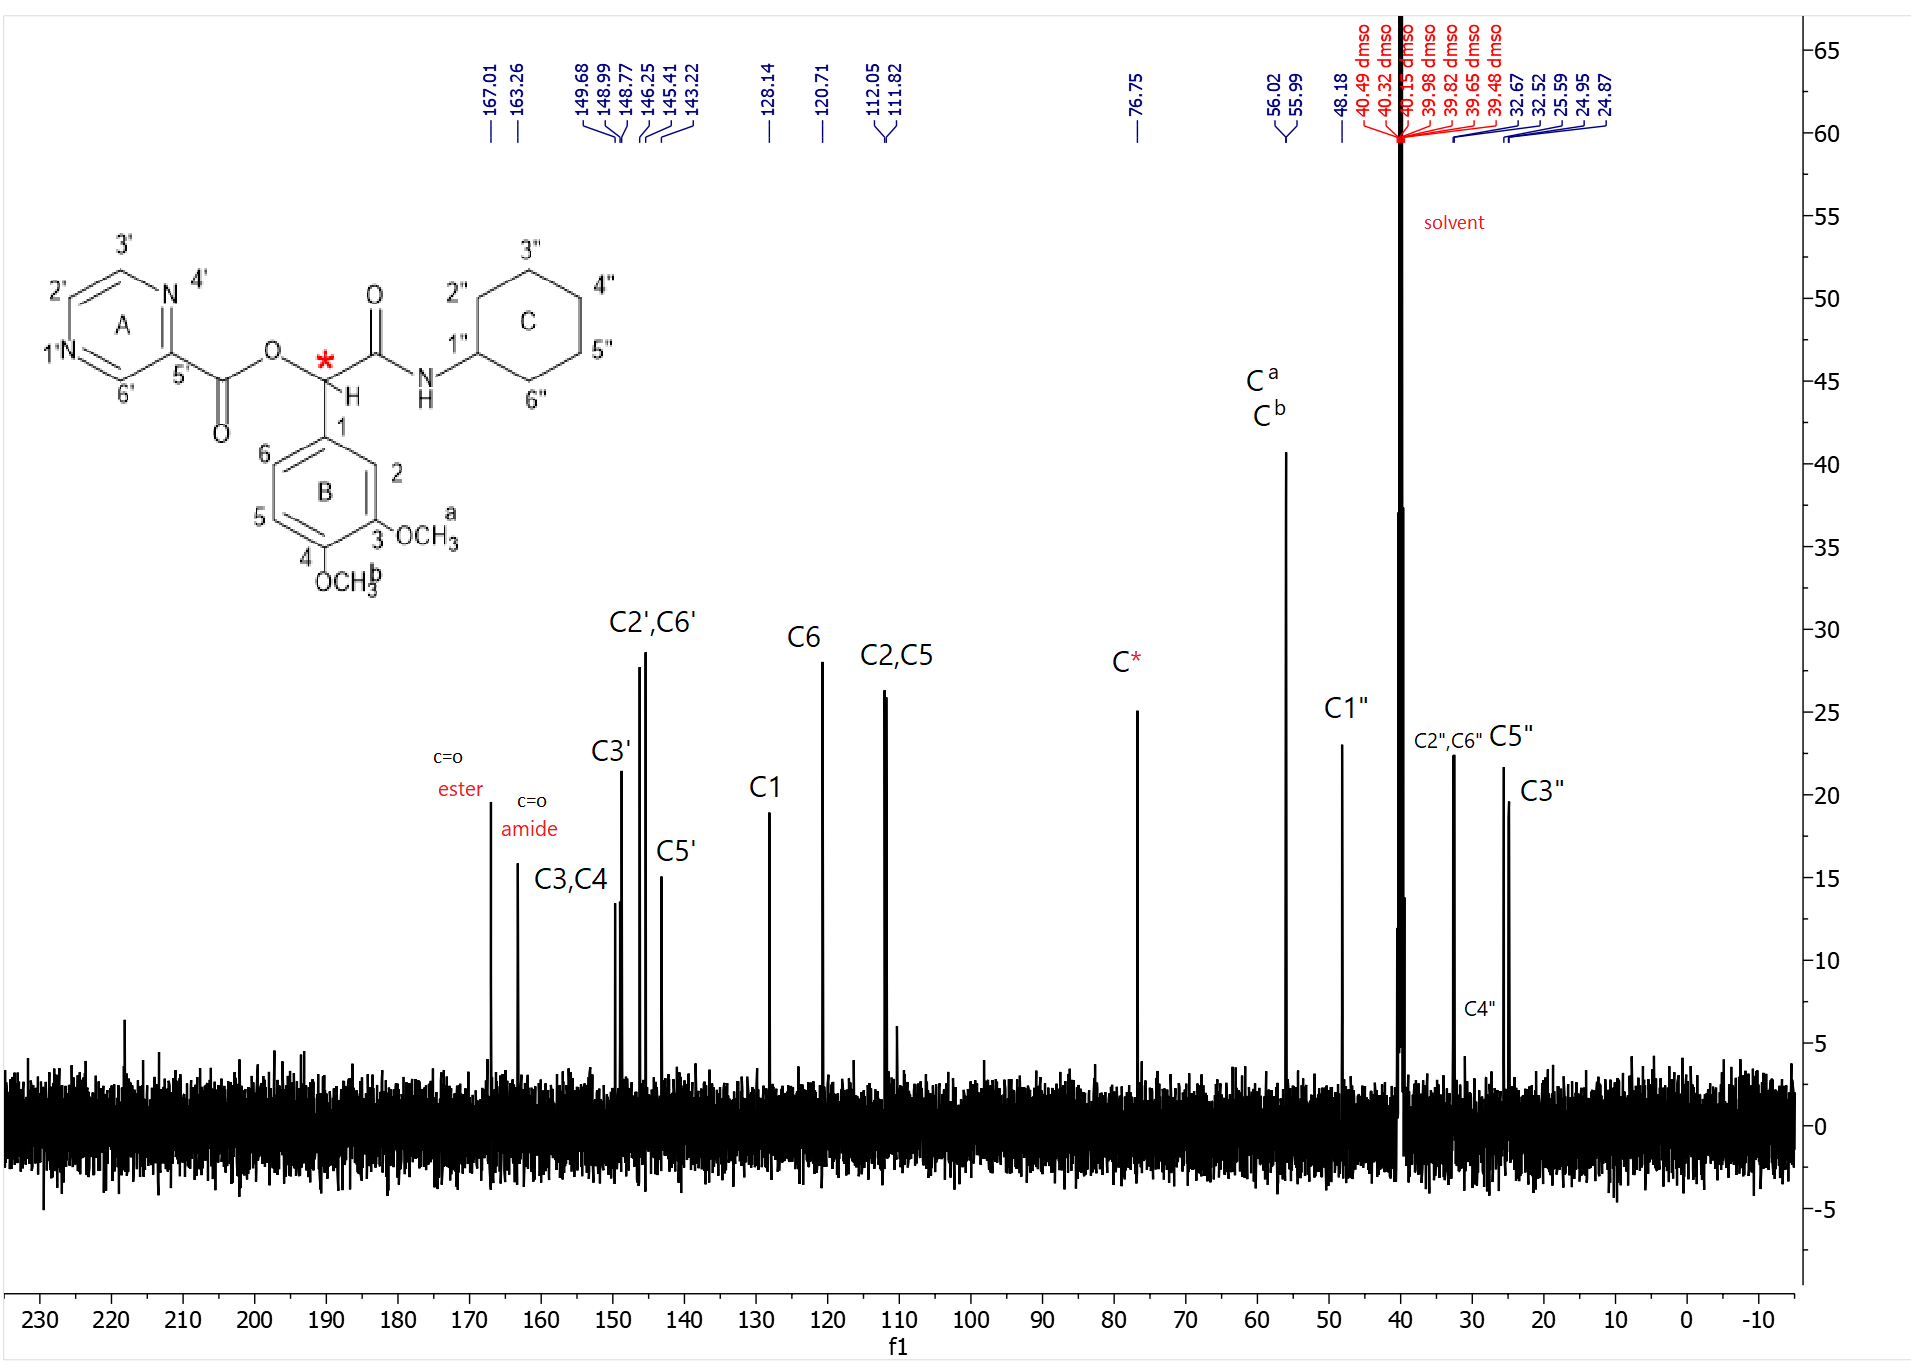 167.01
163.26
149.68
148.99
148.77
146.25
145.41
143.22
128.14
120.71
112.05
111.82
76.75
56.02
55.99
48.18
40.49 dmso
40.32 dmso
40.15 dmso
39.98 dmso
39.82 dmso
39.65 dmso
39.48 dmso
32.67
32.52
25.59
24.95
24.87
solvent
3'
2'
N 4'
A
1'N
6'
5'
O
O
*
H
O
N
H
1"
2"
3"
4"
5"
6"
C
1
2
3
4
5
6
B
OCH3 a
OCH3 b
C a
C b
C2',C6'
C6
C2,C5
C*
C1"
C2",C6"
C5"
C3"
C4"
C3'
c=o
ester
c=o
amide
C3,C4
C5'
C1
65
60
55
50
45
40
35
30
25
20
15
10
5
0
-5
230 220 210 200 190 180 170 160 150 140 130 120 110 100 90 80 70 60 50 40 30 20 10 0 -10
f1